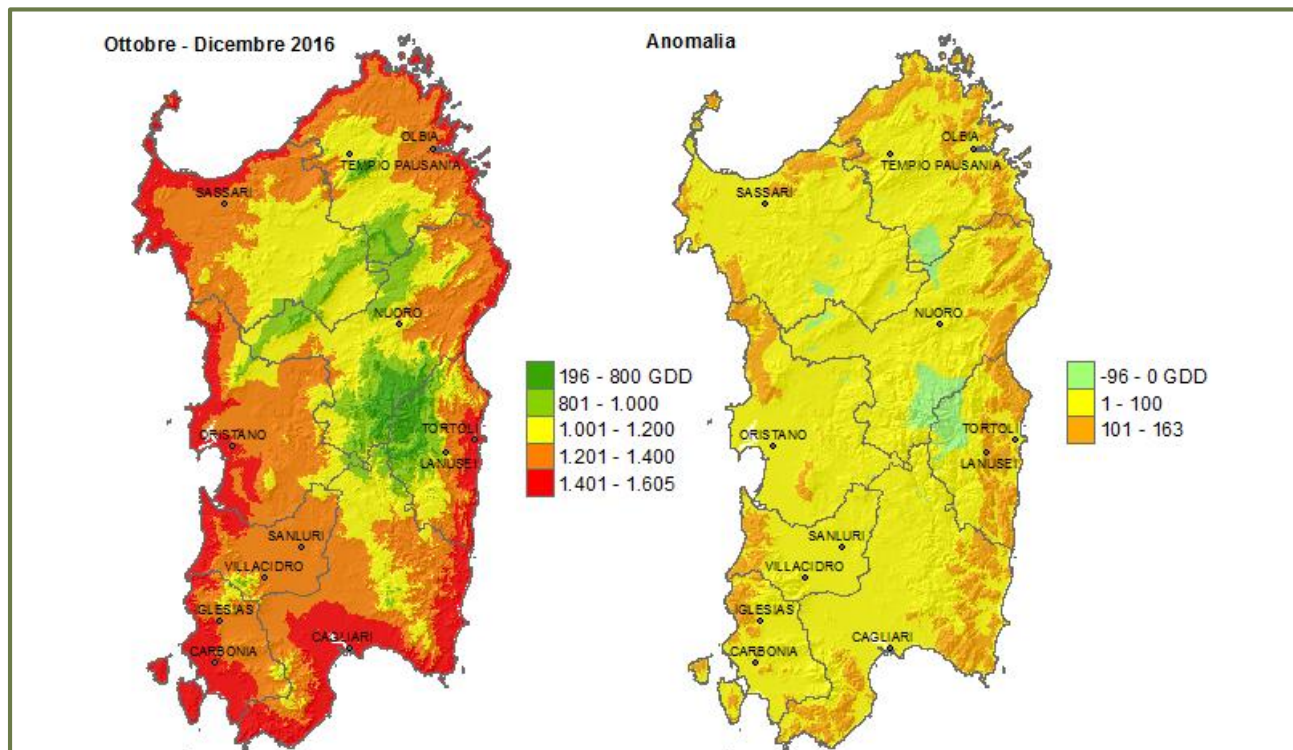 Ottobre - Dicembre 2016
OLBIA
TEMPIO PAUSANIA
SASSARI
NUORO
ORISTANO
TORTOLI
LANUSEI
SANLURI
VILLACIDRO
IGLESIAS
CAGLIARI
CARBONIA
196 - 800 GDD
801 - 1.000
1.001 - 1.200
1.201 - 1.400
1.401 - 1.605
Anomalia
OLBIA
TEMPIO PAUSANIA
SASSARI
NUORO
ORISTANO
TORTOLI
LANUSEI
SANLURI
VILLACIDRO
IGLESIAS
CAGLIARI
CARBONIA
-96 - 0 GDD
1 - 100
101 - 163